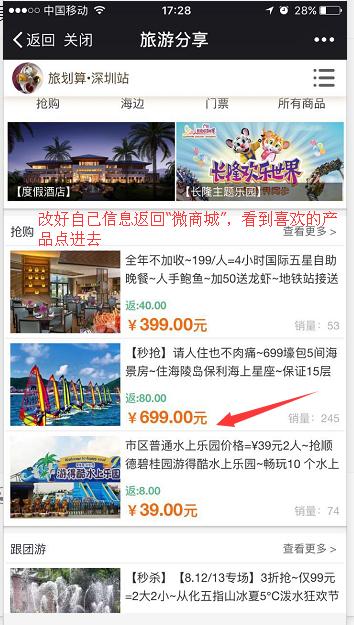 中国移动 17:28 28%
返回 关闭 旅游分享
旅划算•深圳站
抢购 海边 门票 所有商品
长隆欢乐世界
【度假酒店】 【长隆主题乐园】
改好自己信息返回“微商城”，看到喜欢的产
品点进去
抢购 查看更多 >
全年不加收~199/人=4小时国际五星自助
晚餐~人手鲍鱼~加50送龙虾~地铁站接送
返:40.00
￥399.00元 销量：53
【秒抢】请人住也不肉痛~699壕包5间海
景房~住海陵岛保利海上星座~保证15层
返:80.00
￥699.00元 销量：245
市区普通水上乐园价格=¥39元2人~抢顺
德碧桂园游得酷水上乐园~畅玩10 个水上
游得酷水上乐园
返:8.00
￥39.00元 销量：74
跟团游 查看更多 >
【秒杀】【8.12/13专场】3折抢~仅99元
=2大2小~从化五指山冰夏5°C泼水狂欢节